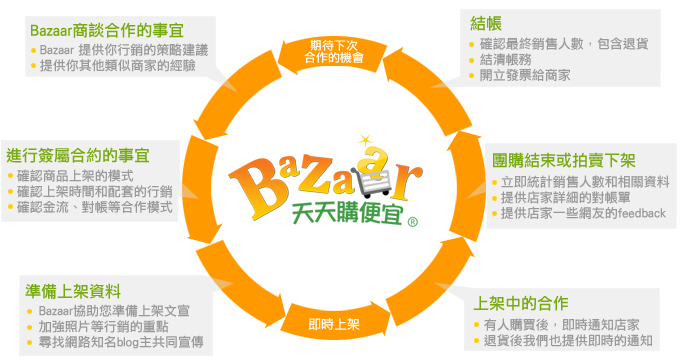 期待下次
合作的機會
Bazaar商談合作的事宜
• Bazaar 提供你行銷的策略建議
• 提供你其他類似商家的經驗
進行簽屬合約的事宜
• 確認商品上架的模式
• 確認上架時間和配套的行銷
• 確認金流、對帳等合作模式
準備上架資料
• Bazaar協助您準備上架文宣
• 加強照片等行銷的重點
• 尋找網路知名blog主共同宣傳
即時上架
上架中的合作
• 有人購買後，即時通知店家
• 退貨後我們也提供即時的通知
團購結束或拍賣下架
• 立即統計銷售人數和相關資料
• 提供店家詳細的對帳單
• 提供店家一些網友的feedback
結帳
• 確認最終銷售人數，包含退貨
• 結清帳務
• 開立發票給商家
Bazaar
天天購便宜®